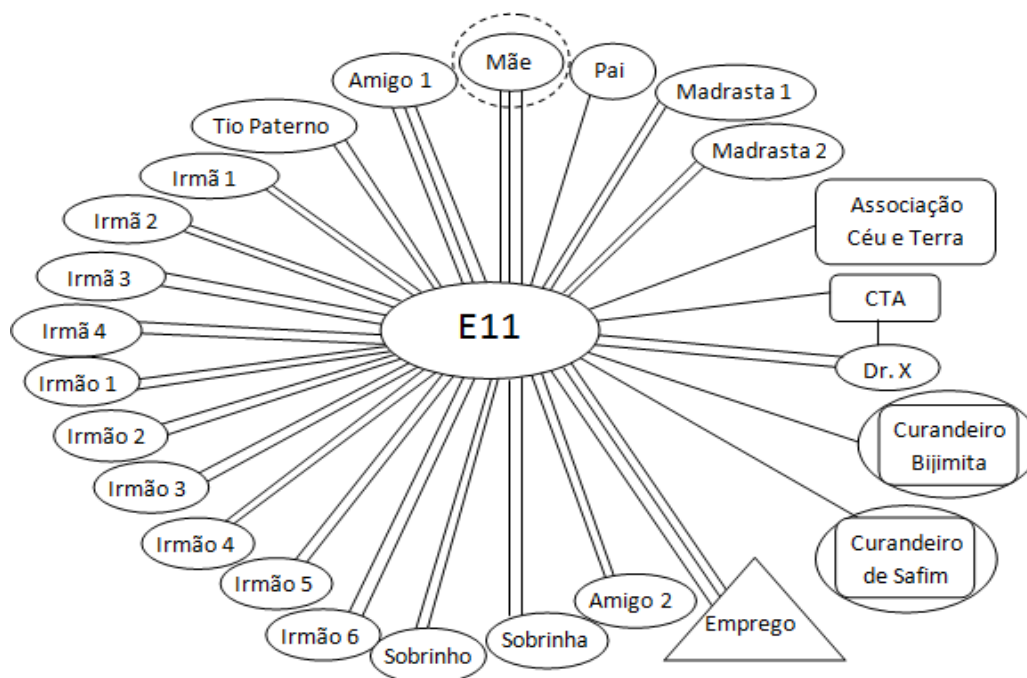 Mãe
Pai
Amigo 1
Madrasta 1
Tio Paterno
Madrasta 2
Irmã 1
Irmã 2
Associação
Céu e Terra
Irmã 3
CTA
Irmã 4
E11
Dr. X
Irmão 1
Irmão 2
Curandeiro
Bijimita
Irmão 3
Irmão 4
Curandeiro
de Safim
Irmão 5
Amigo 2
Emprego
Irmão 6
Sobrinha
Sobrinho